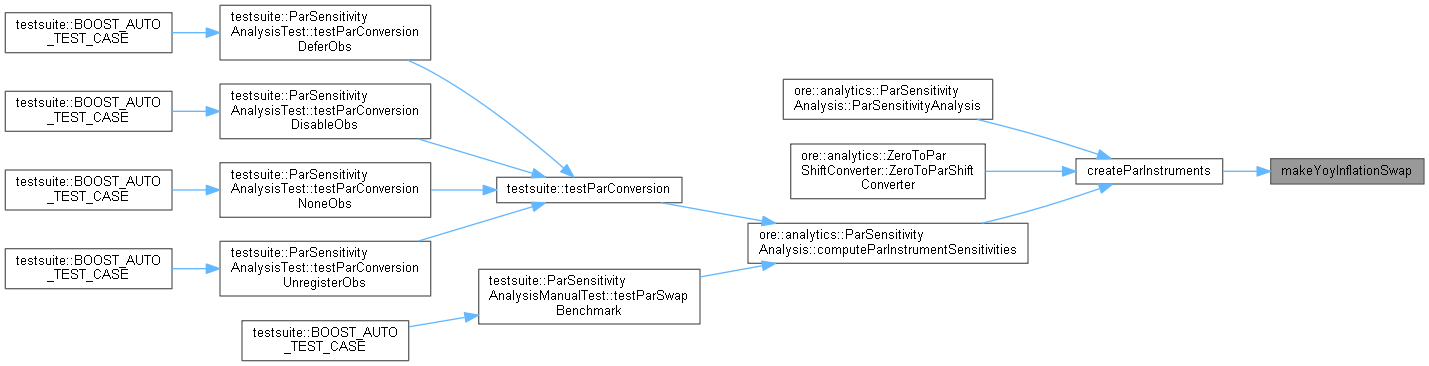 testsuite::BOOST_AUTO
_TEST_CASE
testsuite::ParSensitivity
AnalysisTest::testParConversion
DeferObs
testsuite::BOOST_AUTO
_TEST_CASE
testsuite::ParSensitivity
AnalysisTest::testParConversion
DisableObs
testsuite::BOOST_AUTO
_TEST_CASE
testsuite::ParSensitivity
AnalysisTest::testParConversion
NoneObs
testsuite::BOOST_AUTO
_TEST_CASE
testsuite::ParSensitivity
AnalysisTest::testParConversion
UnregisterObs
testsuite::BOOST_AUTO
_TEST_CASE
testsuite::testParConversion
testsuite::ParSensitivity
AnalysisManualTest::testParSwap
Benchmark
ore::analytics::ParSensitivity
Analysis::ParSensitivityAnalysis
ore::analytics::ZeroToPar
ShiftConverter::ZeroToParShift
Converter
ore::analytics::ParSensitivity
Analysis::computeParInstrumentSensitivities
createParInstruments
makeYoyInflationSwap